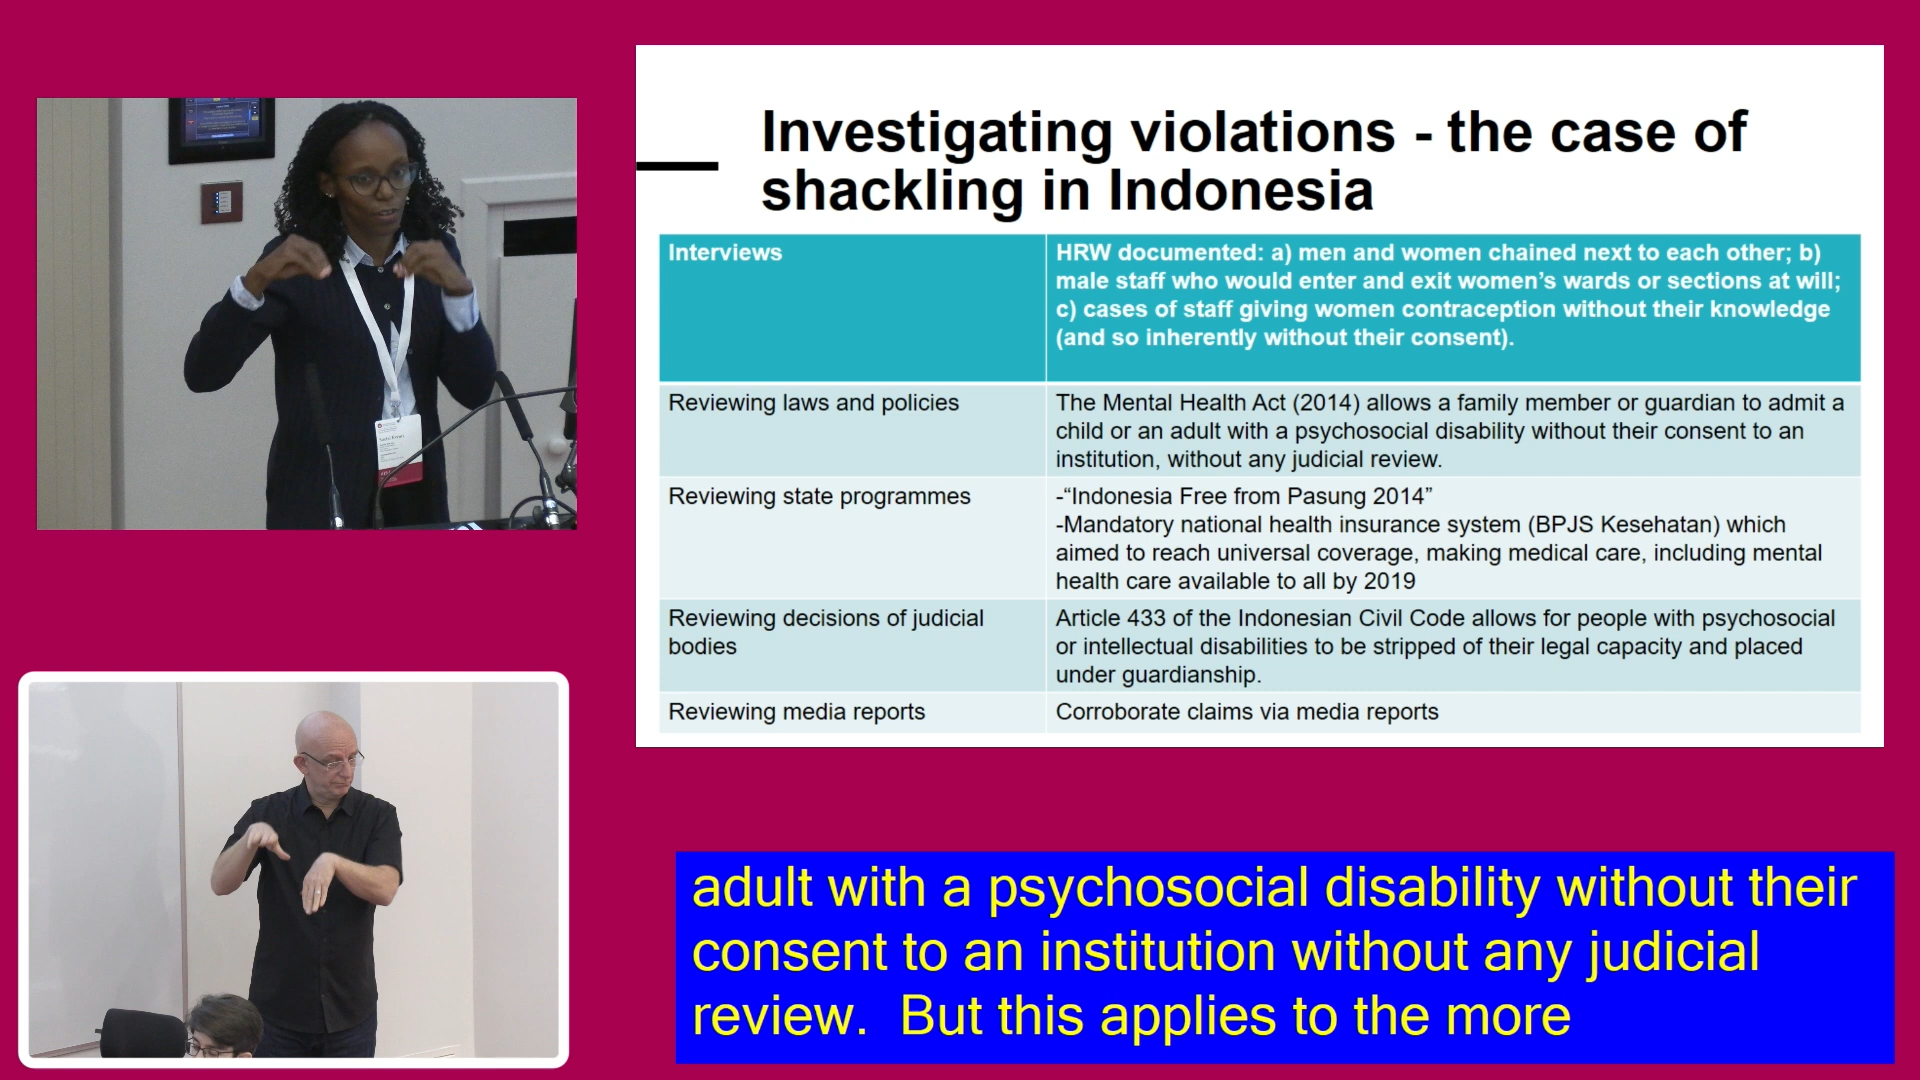 Investigating violations - the case of
shackling in Indonesia
Interviews
HRW documented: a) men and women chained next to each other; b)
male staff who would enter and exit women’s wards or sections at will;
c) cases of staff giving women contraception without their knowledge
(and so inherently without their consent).
Reviewing laws and policies
The Mental Health Act (2014) allows a family member or guardian to admit a
child or an adult with a psychosocial disability without their consent to an
institution, without any judicial review.
Reviewing state programmes
-“Indonesia Free from Pasung 2014”
-Mandatory national health insurance system (BPJS Kesehatan) which
aimed to reach universal coverage, making medical care, including mental
health care available to all by 2019
Reviewing decisions of judicial
bodies
Article 433 of the Indonesian Civil Code allows for people with psychosocial
or intellectual disabilities to be stripped of their legal capacity and placed
under guardianship.
Reviewing media reports
Corroborate claims via media reports
adult with a psychosocial disability without their
consent to an institution without any judicial
review.  But this applies to the more